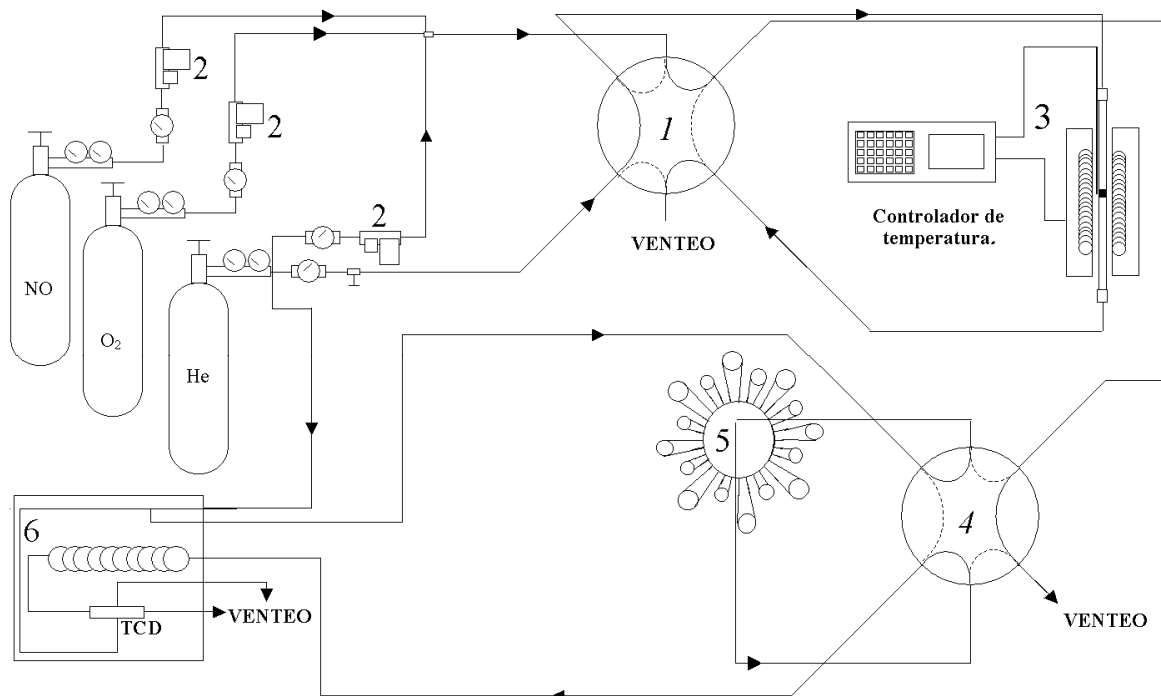 2
2
1
VENTEO
3
Controlador de
temperatura.
2
NO
O₂
He
5
4
VENTEO
6
TCD
VENTEO